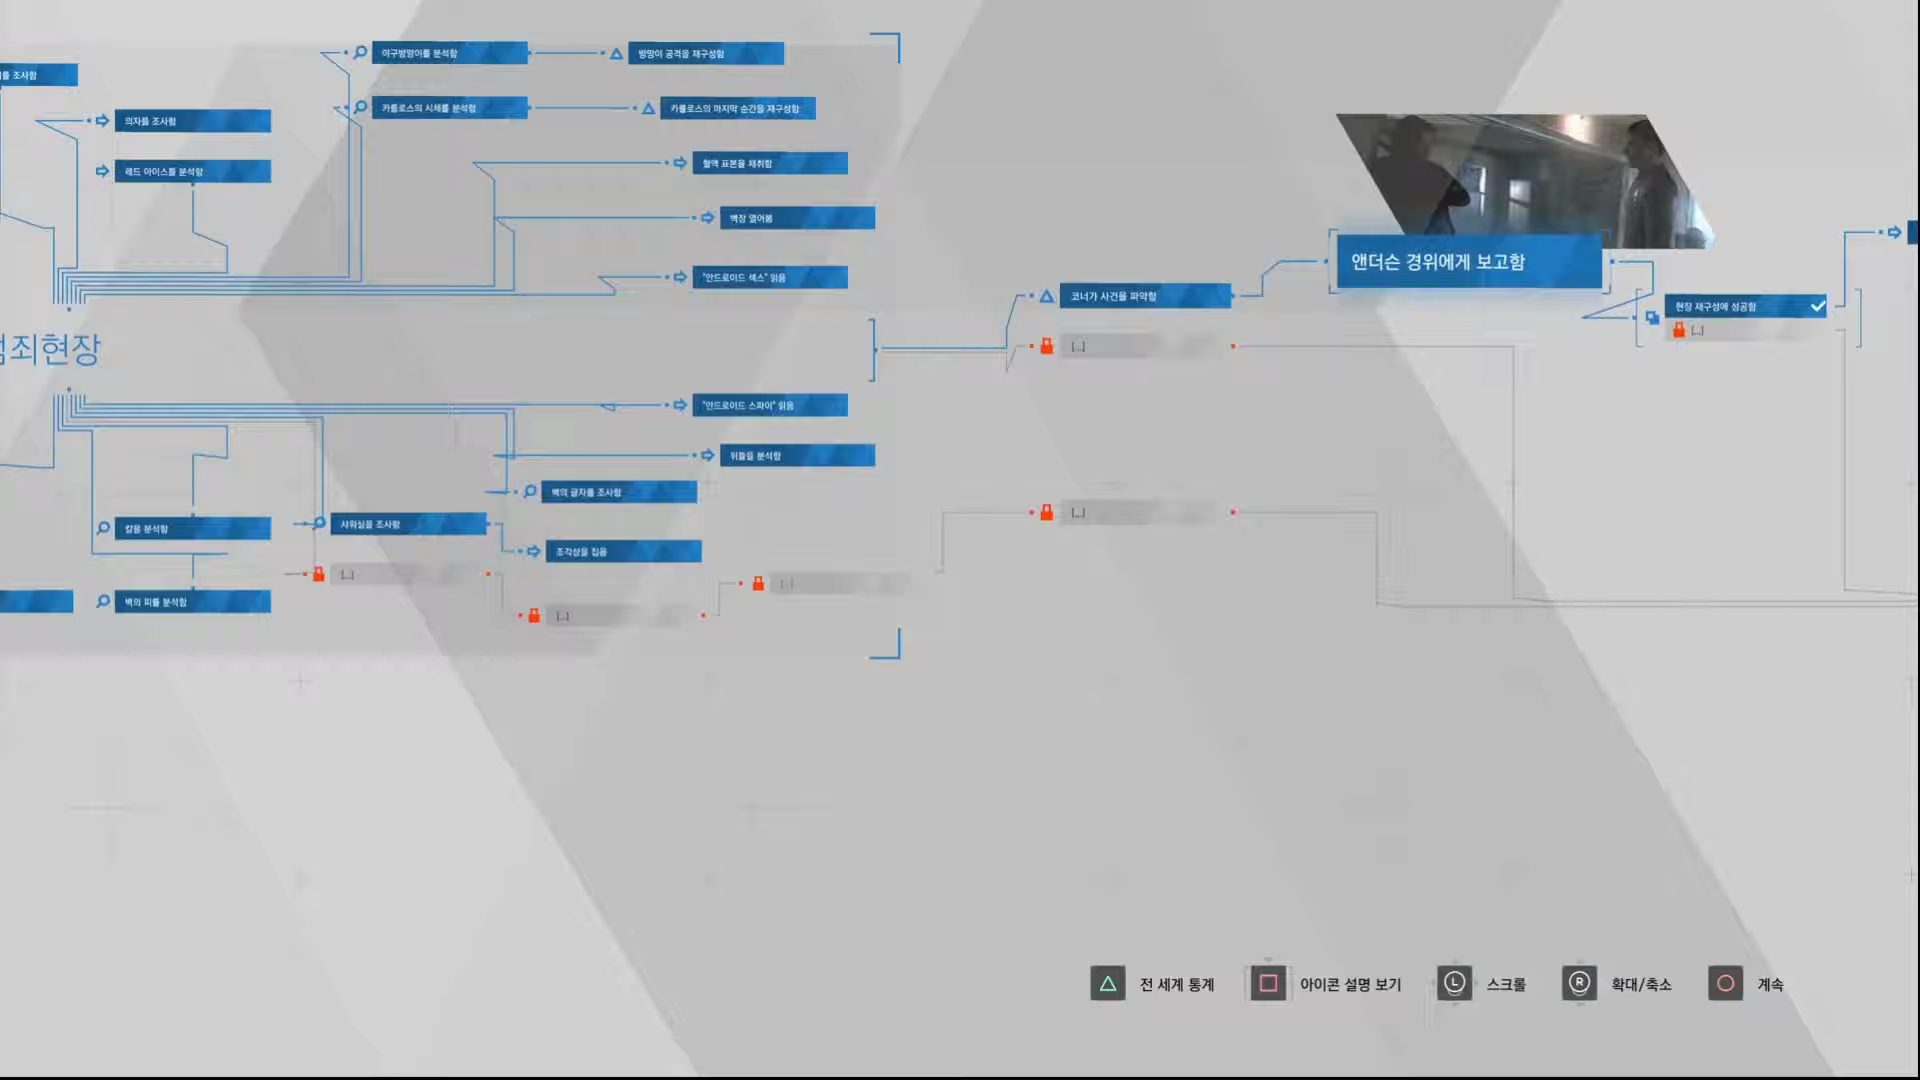 야구방망이를 분석함
방망이 공격을 재구성함
를 조사함
카를로스의 시체를 분석함
카를로스의 마지막 순간을 재구성함
의자를 조사함
레드 아이스를 분석함
혈액 표본을 채취함
벽장 열어봄
"안드로이드 섹스" 읽음
앤더슨 경위에게 보고함
코너가 사건을 파악함
현장 재구성에 성공함
[...]
[...]
범죄현장
"안드로이드 스파이" 읽음
뒤뜰을 분석함
벽의 글자를 조사함
[...]
칼을 분석함
샤워실을 조사함
조각상을 집음
[...]
[...]
벽의 피를 분석함
[...]
전 세계 통계
아이콘 설명 보기
L 스크롤
R 확대/축소
계속